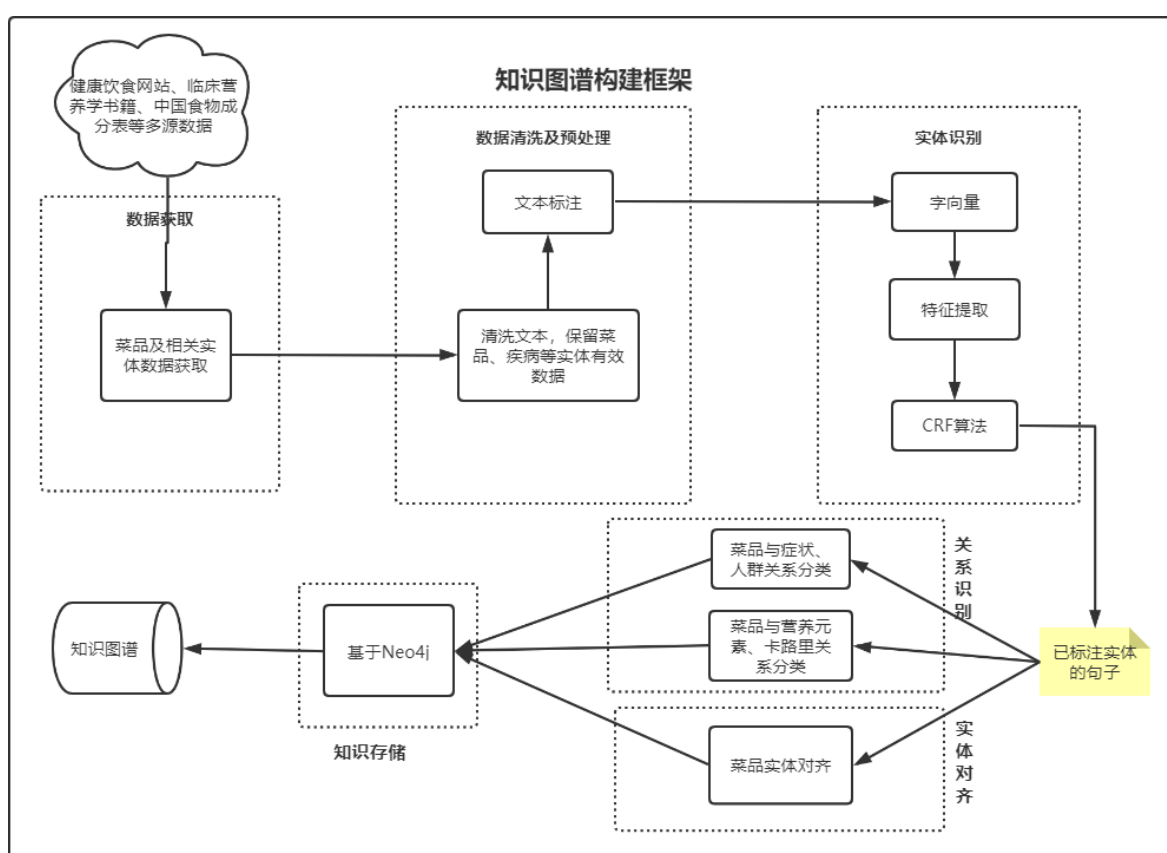 知识图谱构建框架
健康饮食网站、临床营
养学书籍、中国食物成
分表等多源数据
数据获取
菜品及相关实
体数据获取
数据清洗及预处理
文本标注
清洗文本，保留菜
品、疾病等实体有效
数据
实体识别
字向量
特征提取
CRF算法
已标注实体
的句子
关系识别
菜品与症状、
人群关系分类
菜品与营养元
素、卡路里关
系分类
实体对齐
菜品实体对齐
基于Neo4j
知识存储
知识图谱